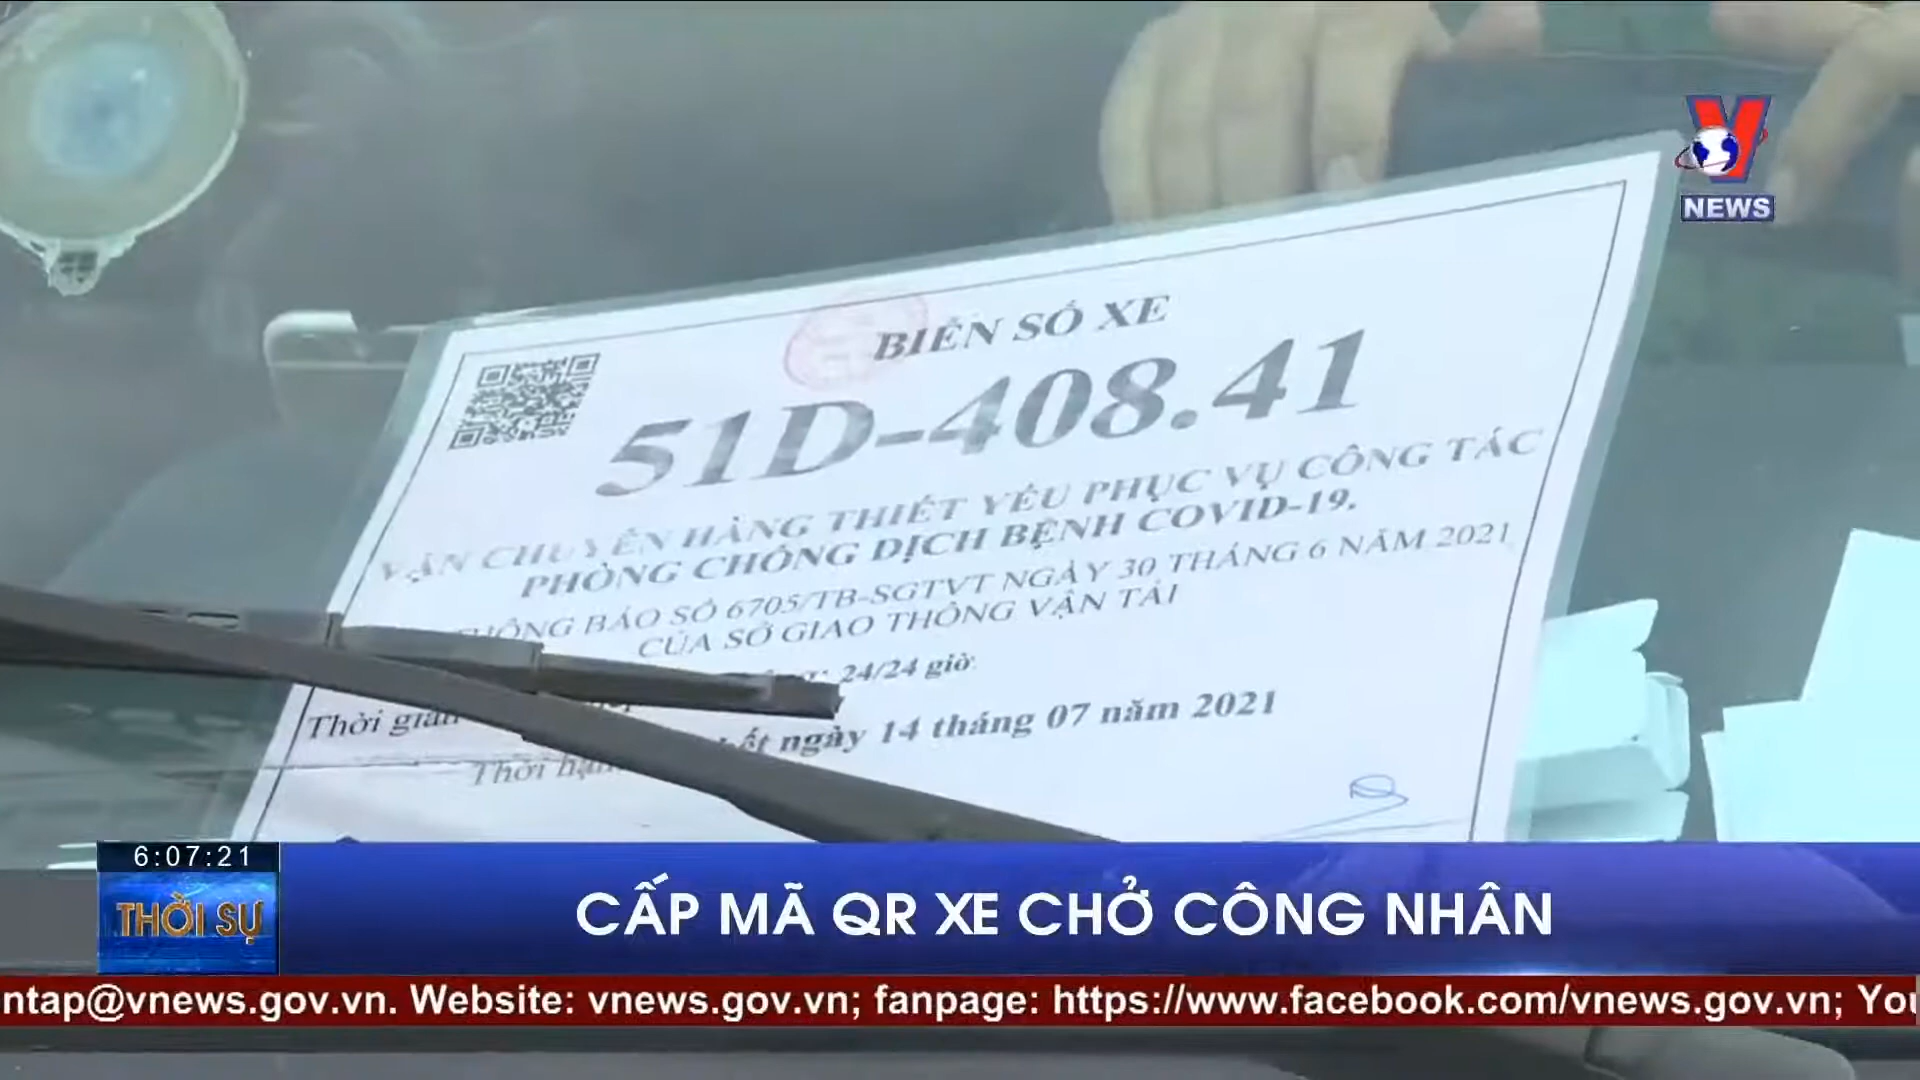 NEWS
BIỂN SỐ XE
51D-408.41
VẬN CHUYỂN HÀNG THIẾT YẾU PHỤC VỤ CÔNG TÁC
PHÒNG CHỐNG DỊCH BỆNH COVID-19.
BÁO SỐ 6705/TB-SGTVT NGÀY 30 THÁNG 6 NĂM 2021
CỦA SỞ GIAO THÔNG VẬN TẢI
24/24 giờ
Thời gian
ngày 14 tháng 07 năm 2021
Thời hạn
6:07:21
THỜI SỰ
CẤP MÃ QR XE CHỞ CÔNG NHÂN
ntap@vnews.gov.vn. Website: vnews.gov.vn; fanpage: https://www.facebook.com/vnews.gov.vn; You